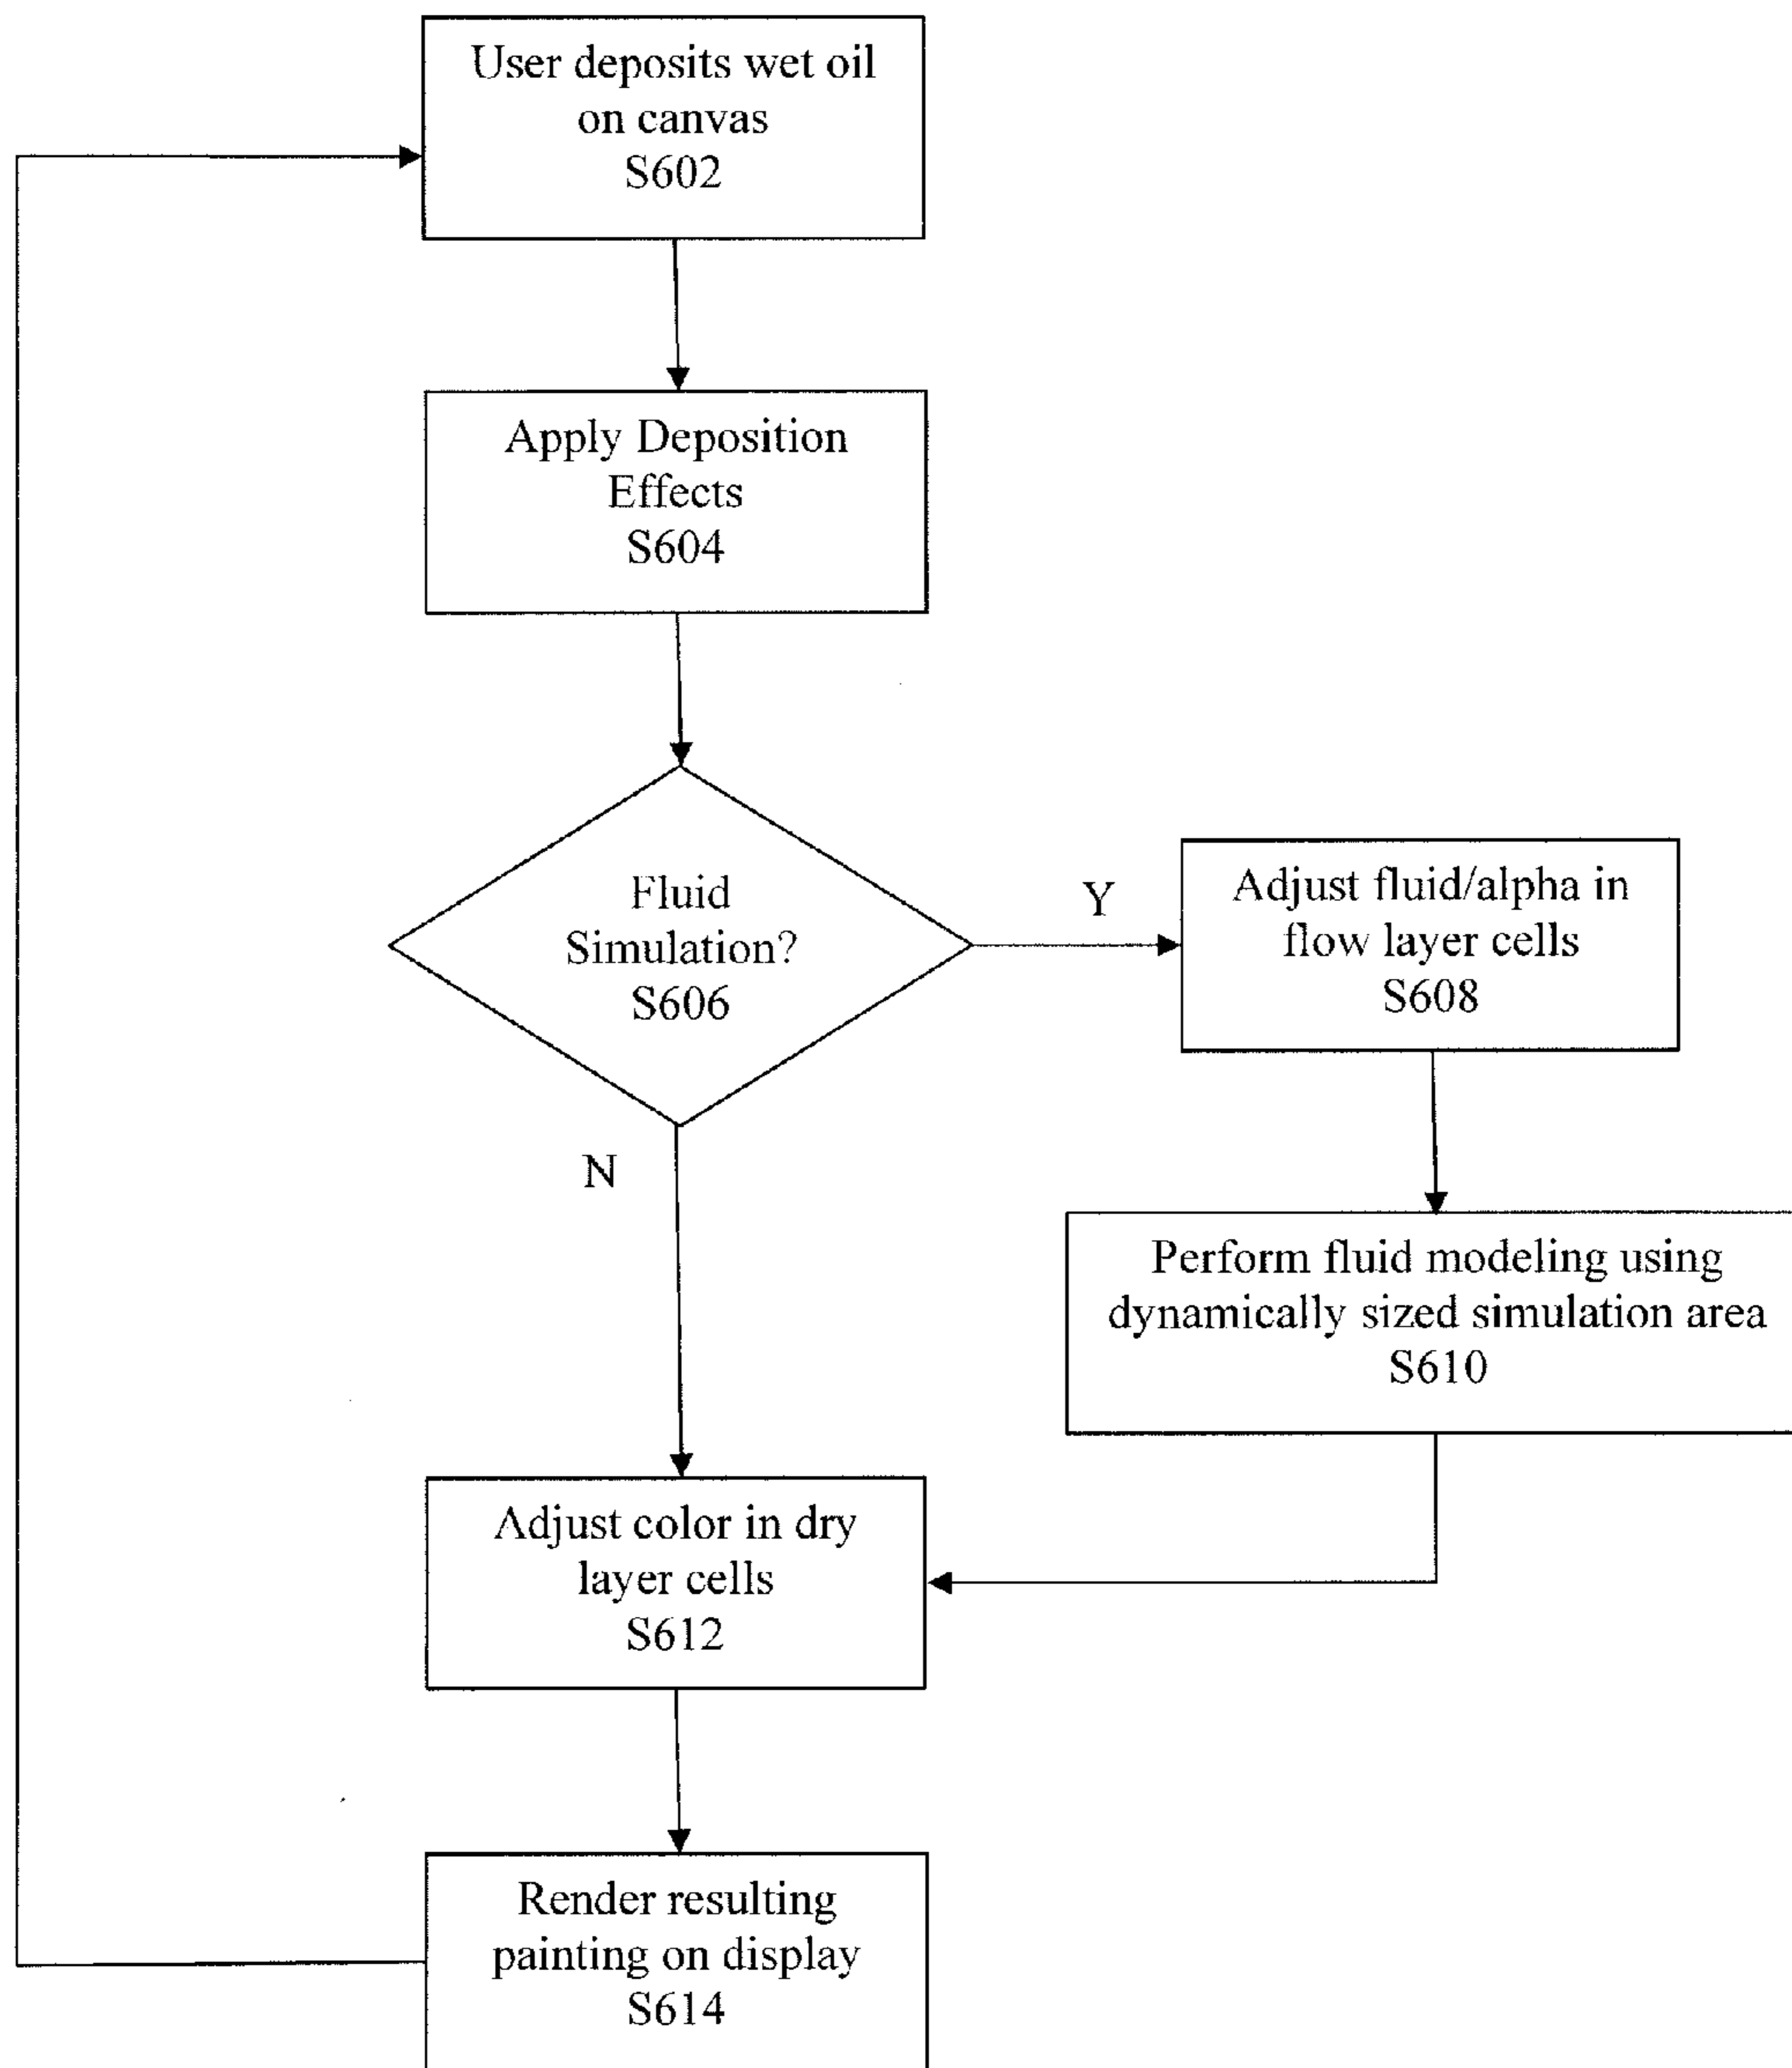 User deposits wet oil
on canvas
S602
Apply Deposition
Effects
S604
Fluid
Simulation?
S606
Y
Adjust fluid/alpha in
flow layer cells
S608
N
Perform fluid modeling using
dynamically sized simulation area
S610
Adjust color in dry
layer cells
S612
Render resulting
painting on display
S614